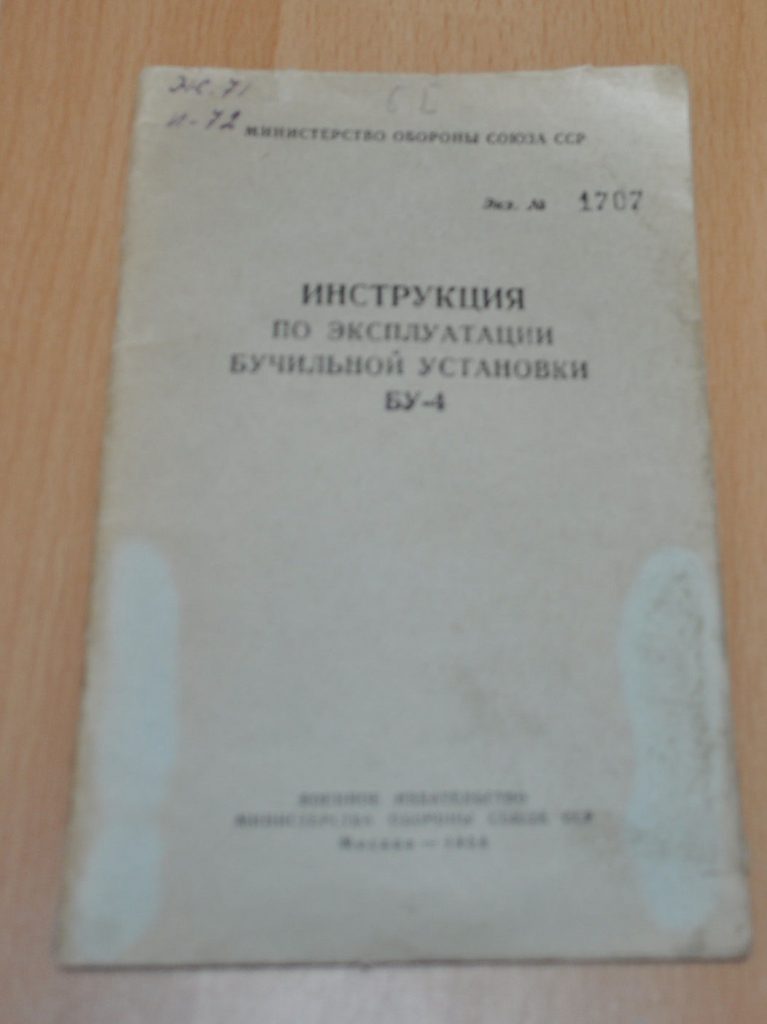 Ж-71
И-72
МИНИСТЕРСТВО ОБОРОНЫ СОЮЗА ССР
Экз. № 1707
ИНСТРУКЦИЯ
ПО ЭКСПЛУАТАЦИИ
БУЧИЛЬНОЙ УСТАНОВКИ
БУ-4
ВОЕННОЕ ИЗДАТЕЛЬСТВО
МИНИСТЕРСТВА ОБОРОНЫ СОЮЗА ССР
Москва —